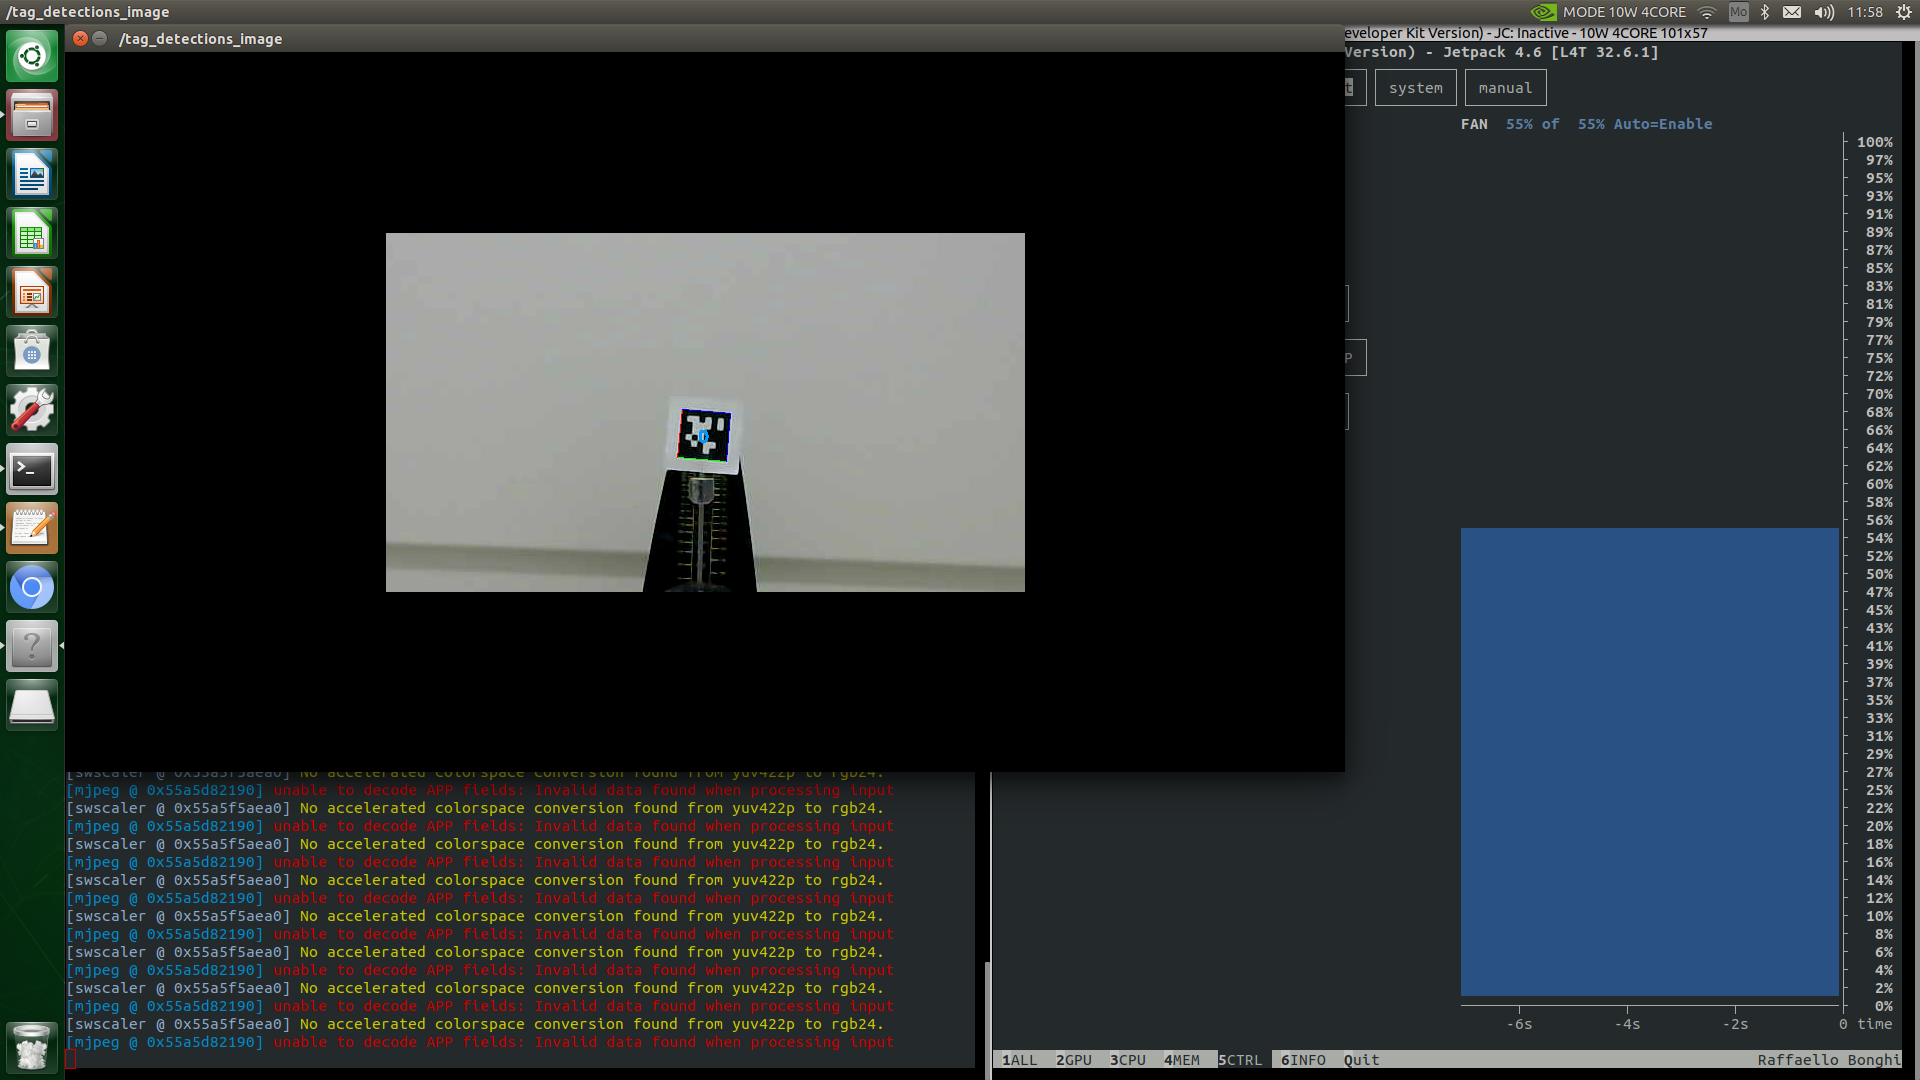 /tag_detections_image
MODE 10W 4CORE
11:58
/tag_detections_image
eveloper Kit Version) - JC: Inactive - 10W 4CORE 101x57
Version) - Jetpack 4.6 [L4T 32.6.1]
t system manual
FAN 55% of 55% Auto=Enable
100%
97%
95%
93%
91%
89%
87%
85%
83%
81%
79%
77%
P
75%
72%
70%
68%
66%
64%
62%
60%
58%
56%
54%
52%
50%
47%
45%
43%
41%
39%
37%
35%
33%
31%
29%
27%
25%
22%
20%
18%
16%
14%
12%
10%
8%
6%
4%
2%
0%
-6s -4s -2s 0 time
[swscaler @ 0x55a5f5aea0] No accelerated colorspace conversion found from yuv422p to rgb24.
[mjpeg @ 0x55a5d82190] unable to decode APP fields: Invalid data found when processing input
[swscaler @ 0x55a5f5aea0] No accelerated colorspace conversion found from yuv422p to rgb24.
[mjpeg @ 0x55a5d82190] unable to decode APP fields: Invalid data found when processing input
[swscaler @ 0x55a5f5aea0] No accelerated colorspace conversion found from yuv422p to rgb24.
[mjpeg @ 0x55a5d82190] unable to decode APP fields: Invalid data found when processing input
[swscaler @ 0x55a5f5aea0] No accelerated colorspace conversion found from yuv422p to rgb24.
[mjpeg @ 0x55a5d82190] unable to decode APP fields: Invalid data found when processing input
[swscaler @ 0x55a5f5aea0] No accelerated colorspace conversion found from yuv422p to rgb24.
[mjpeg @ 0x55a5d82190] unable to decode APP fields: Invalid data found when processing input
[swscaler @ 0x55a5f5aea0] No accelerated colorspace conversion found from yuv422p to rgb24.
[mjpeg @ 0x55a5d82190] unable to decode APP fields: Invalid data found when processing input
[swscaler @ 0x55a5f5aea0] No accelerated colorspace conversion found from yuv422p to rgb24.
[mjpeg @ 0x55a5d82190] unable to decode APP fields: Invalid data found when processing input
[swscaler @ 0x55a5f5aea0] No accelerated colorspace conversion found from yuv422p to rgb24.
[mjpeg @ 0x55a5d82190] unable to decode APP fields: Invalid data found when processing input
1ALL 2GPU 3CPU 4MEM 5CTRL 6INFO Quit Raffaello Bonghi